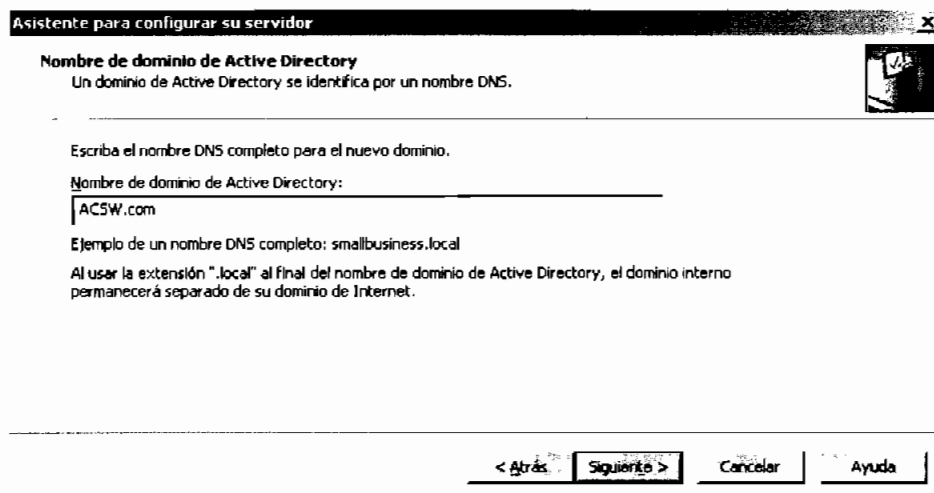 Asistente para configurar su servidor
Nombre de dominio de Active Directory
Un dominio de Active Directory se identifica por un nombre DNS.
Escriba el nombre DNS completo para el nuevo dominio.
Nombre de dominio de Active Directory:
ACSW.com
Ejemplo de un nombre DNS completo: smallbusiness.local
Al usar la extensión ".local" al final del nombre de dominio de Active Directory, el dominio interno
permanecerá separado de su dominio de Internet.
< Atrás Siguiente > Cancelar Ayuda